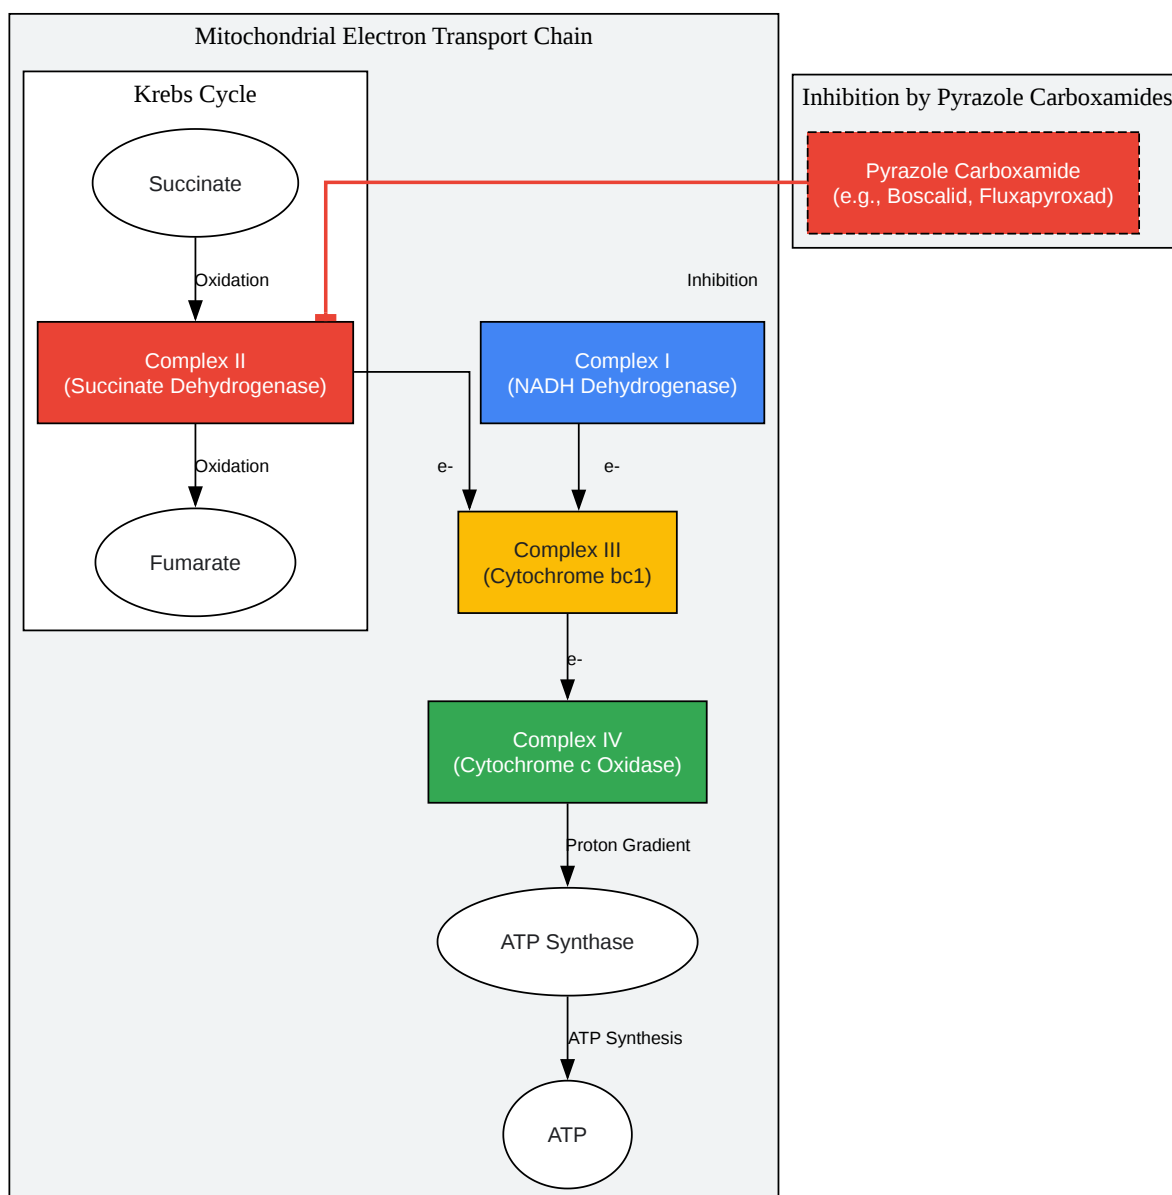 Mitochondrial Electron Transport Chain
Krebs Cycle
Inhibition by Pyrazole Carboxamides
Succinate
Pyrazole Carboxamide
(e.g., Boscalid, Fluxapyroxad)
Oxidation
Inhibition
Complex II
(Succinate Dehydrogenase)
Complex I
(NADH Dehydrogenase)
Oxidation
e-
e-
Complex III
(Cytochrome bc1)
Fumarate
e-
Complex IV
(Cytochrome c Oxidase)
Proton Gradient
ATP Synthase
ATP Synthesis
ATP